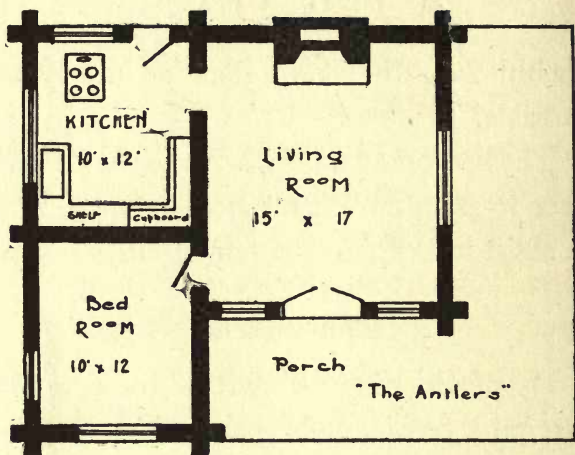 KITCHEN
10' x 12'
SHELF
Cupboard
Living
ROOM
15' x 17
Bed
ROOM
10' x 12
Porch
"The Antlers"